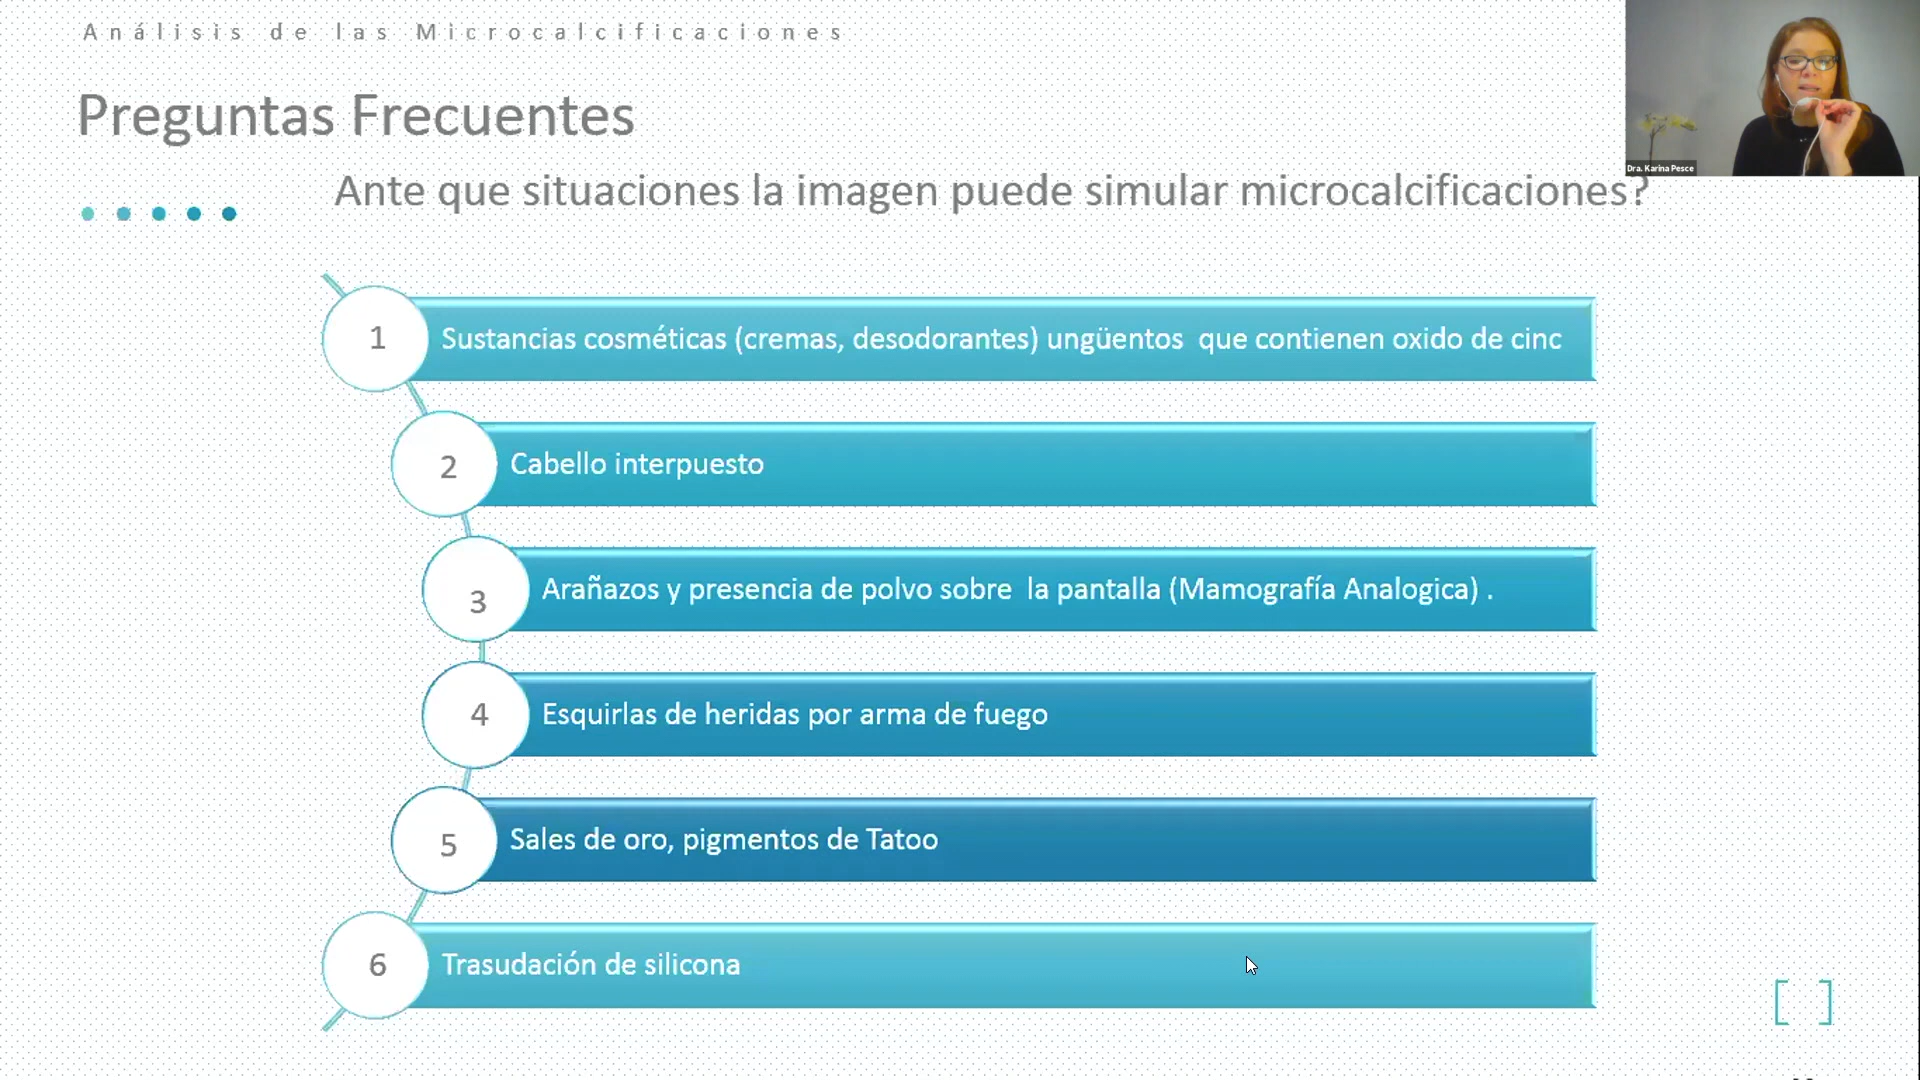 Análisis de las Microcalcificaciones
Preguntas Frecuentes
Dra. Karina Pesce
Ante que situaciones la imagen puede simular microcalcificaciones?
1 Sustancias cosméticas (cremas, desodorantes) ungüentos que contienen oxido de cinc
2 Cabello interpuesto
3 Arañazos y presencia de polvo sobre la pantalla (Mamografía Analogica) .
4 Esquirlas de heridas por arma de fuego
5 Sales de oro, pigmentos de Tatoo
6 Trasudación de silicona
[ ]